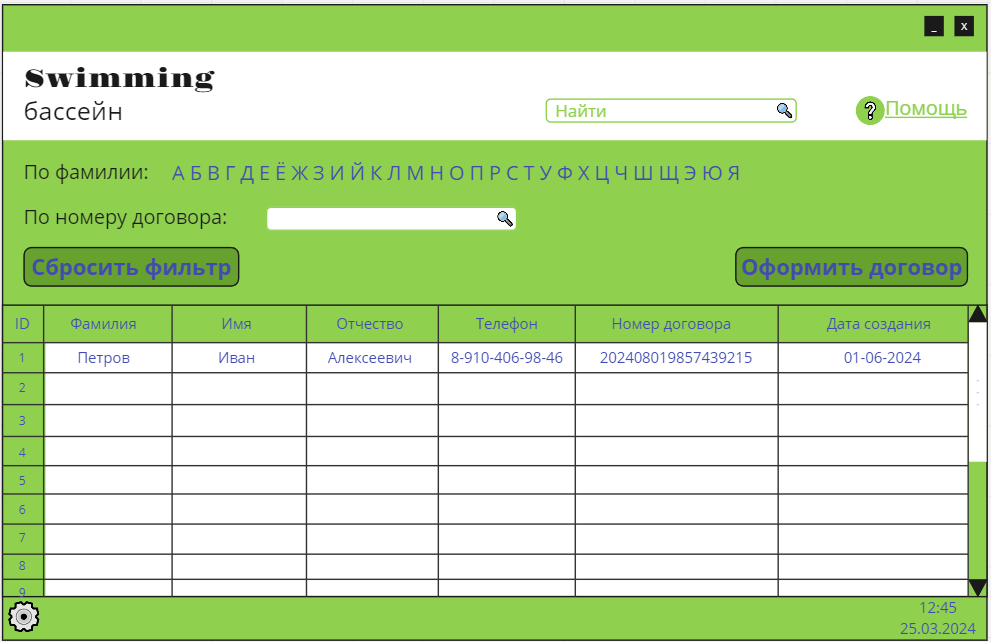 _ x
Swimming
бассейн
Найти
? Помощь
По фамилии: А Б В Г Д Е Ё Ж З И Й К Л М Н О П Р С Т У Ф Х Ц Ч Ш Щ Э Ю Я
По номеру договора:
Сбросить фильтр Оформить договор
ID Фамилия Имя Отчество Телефон Номер договора Дата создания
1 Петров Иван Алексеевич 8-910-406-98-46 202408019857439215 01-06-2024
2
3
4
5
6
7
8
9
12:45
25.03.2024